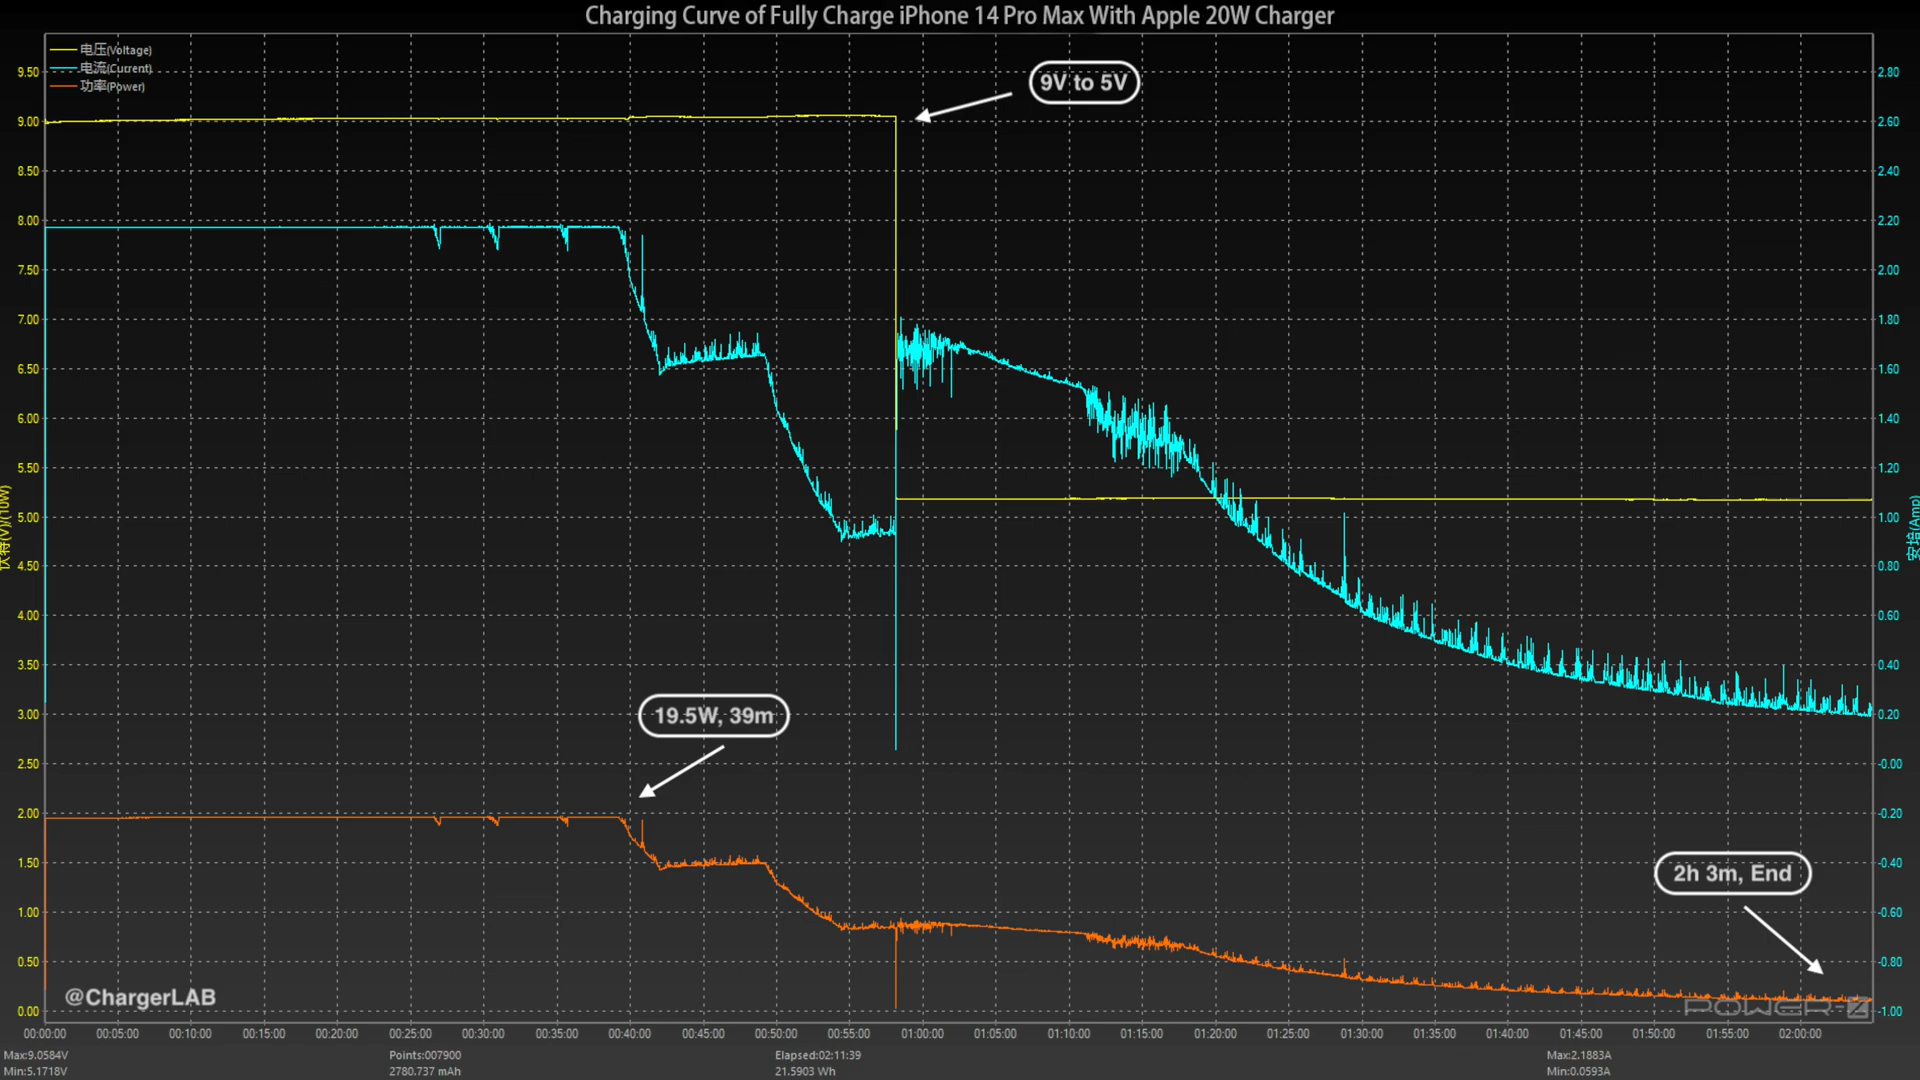 Charging Curve of Fully Charge iPhone 14 Pro Max With Apple 20W Charger
电压(Voltage)
电流(Current)
功率(Power)
9V to 5V
9.50
9.00
8.50
8.00
7.50
7.00
6.50
6.00
5.50
5.00
4.50
4.00
3.50
3.00
2.50
2.00
1.50
1.00
0.50
0.00
伏特(V)/(10W)
2.80
2.60
2.40
2.20
2.00
1.80
1.60
1.40
1.20
1.00
0.80
0.60
0.40
0.20
-0.00
-0.20
-0.40
-0.60
-0.80
-1.00
安培(Amp)
19.5W, 39m
2h 3m, End
@ChargerLAB
POWER-Z
00:00:00 00:05:00 00:10:00 00:15:00 00:20:00 00:25:00 00:30:00 00:35:00 00:40:00 00:45:00 00:50:00 00:55:00 01:00:00 01:05:00 01:10:00 01:15:00 01:20:00 01:25:00 01:30:00 01:35:00 01:40:00 01:45:00 01:50:00 01:55:00 02:00:00
Max:9.0584V Points:007900 Elapsed:02:11:39 Max:2.1883A
Min:5.1718V 2780.737 mAh 21.5903 Wh Min:0.0593A